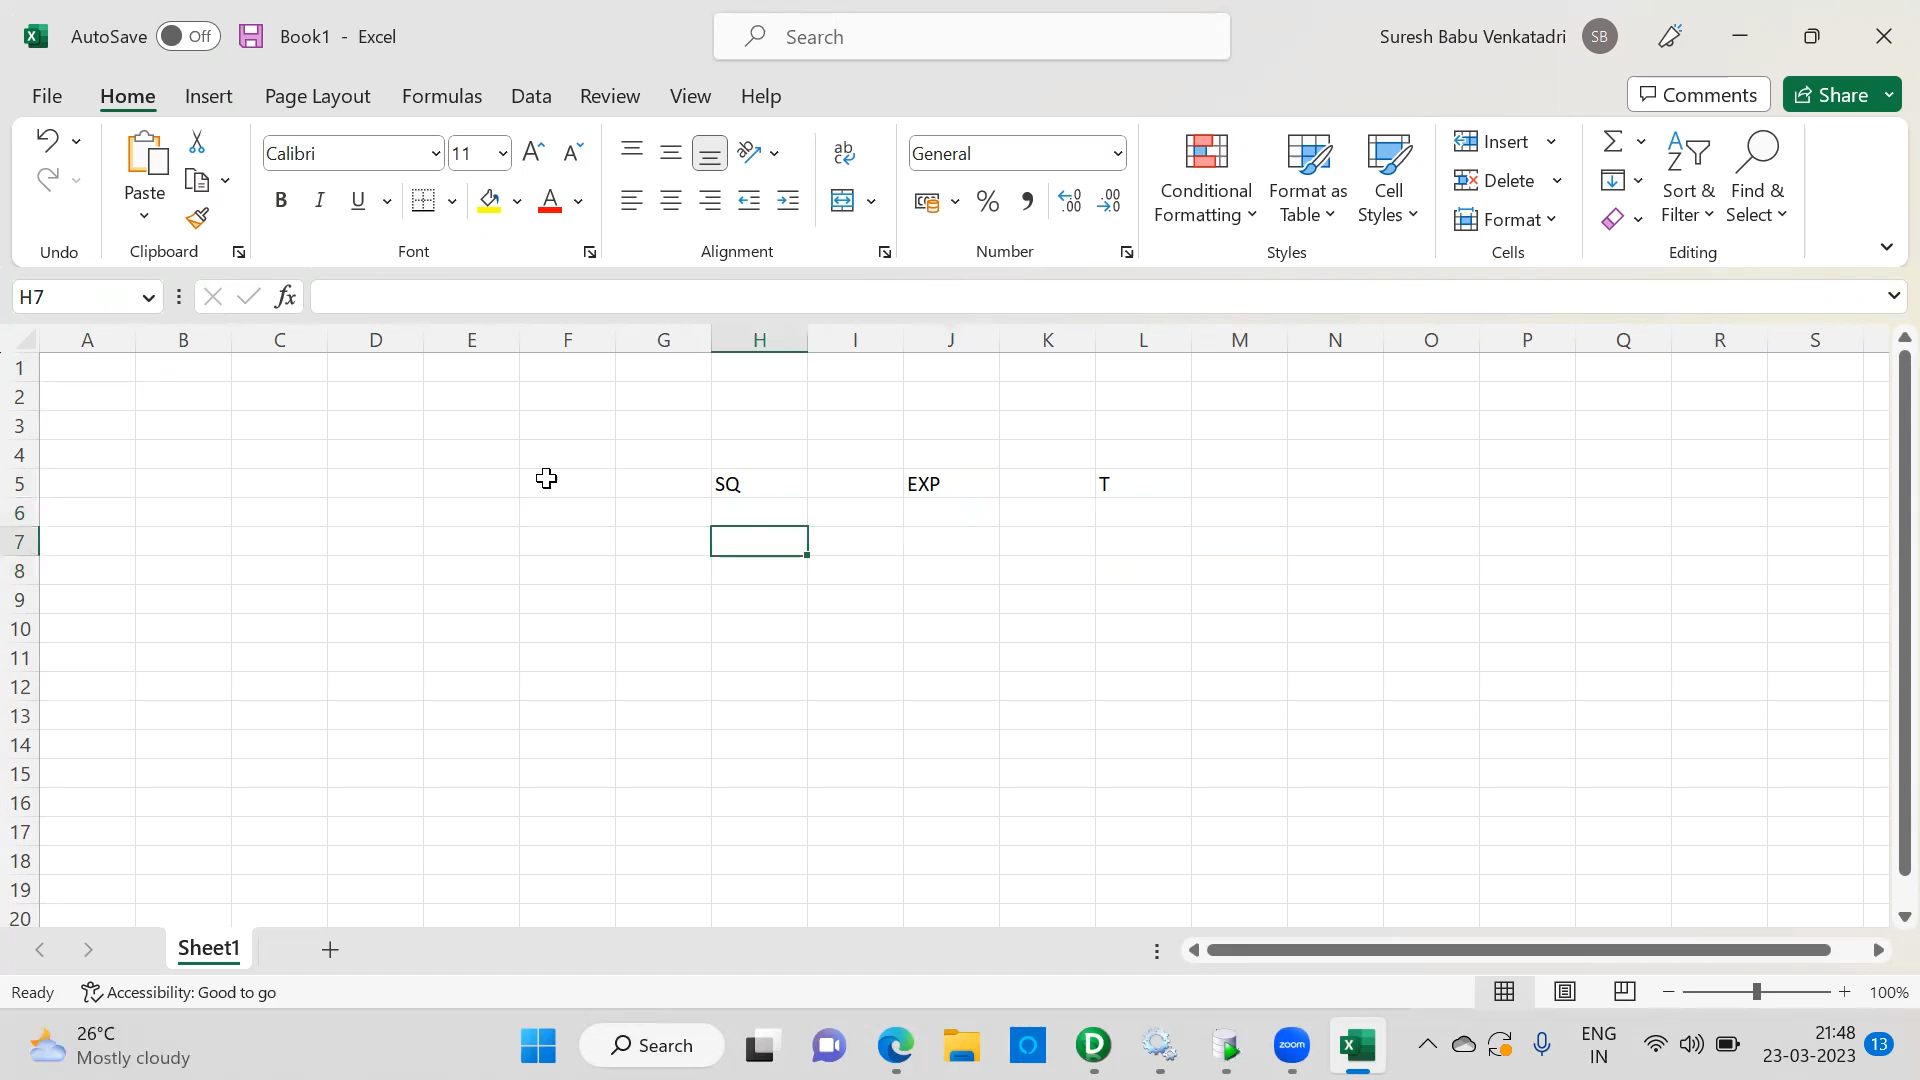 AutoSave Off Book1 - Excel Search Suresh Babu Venkatadri SB
File Home Insert Page Layout Formulas Data Review View Help Comments Share
Calibri 11 General Insert
Paste Delete
Conditional Formatting Format as Table Cell Styles Sort & Filter Find & Select
B I U A % Format
Undo Clipboard Font Alignment Number Styles Cells Editing
H7 fx
A B C D E F G H I J K L M N O P Q R S
1
2
3
4
5 SQ EXP T
6
7
8
9
10
11
12
13
14
15
16
17
18
19
20
Sheet1
Ready Accessibility: Good to go 100%
26°C ENG 21:48
Mostly cloudy Search zoom IN 23-03-2023 13